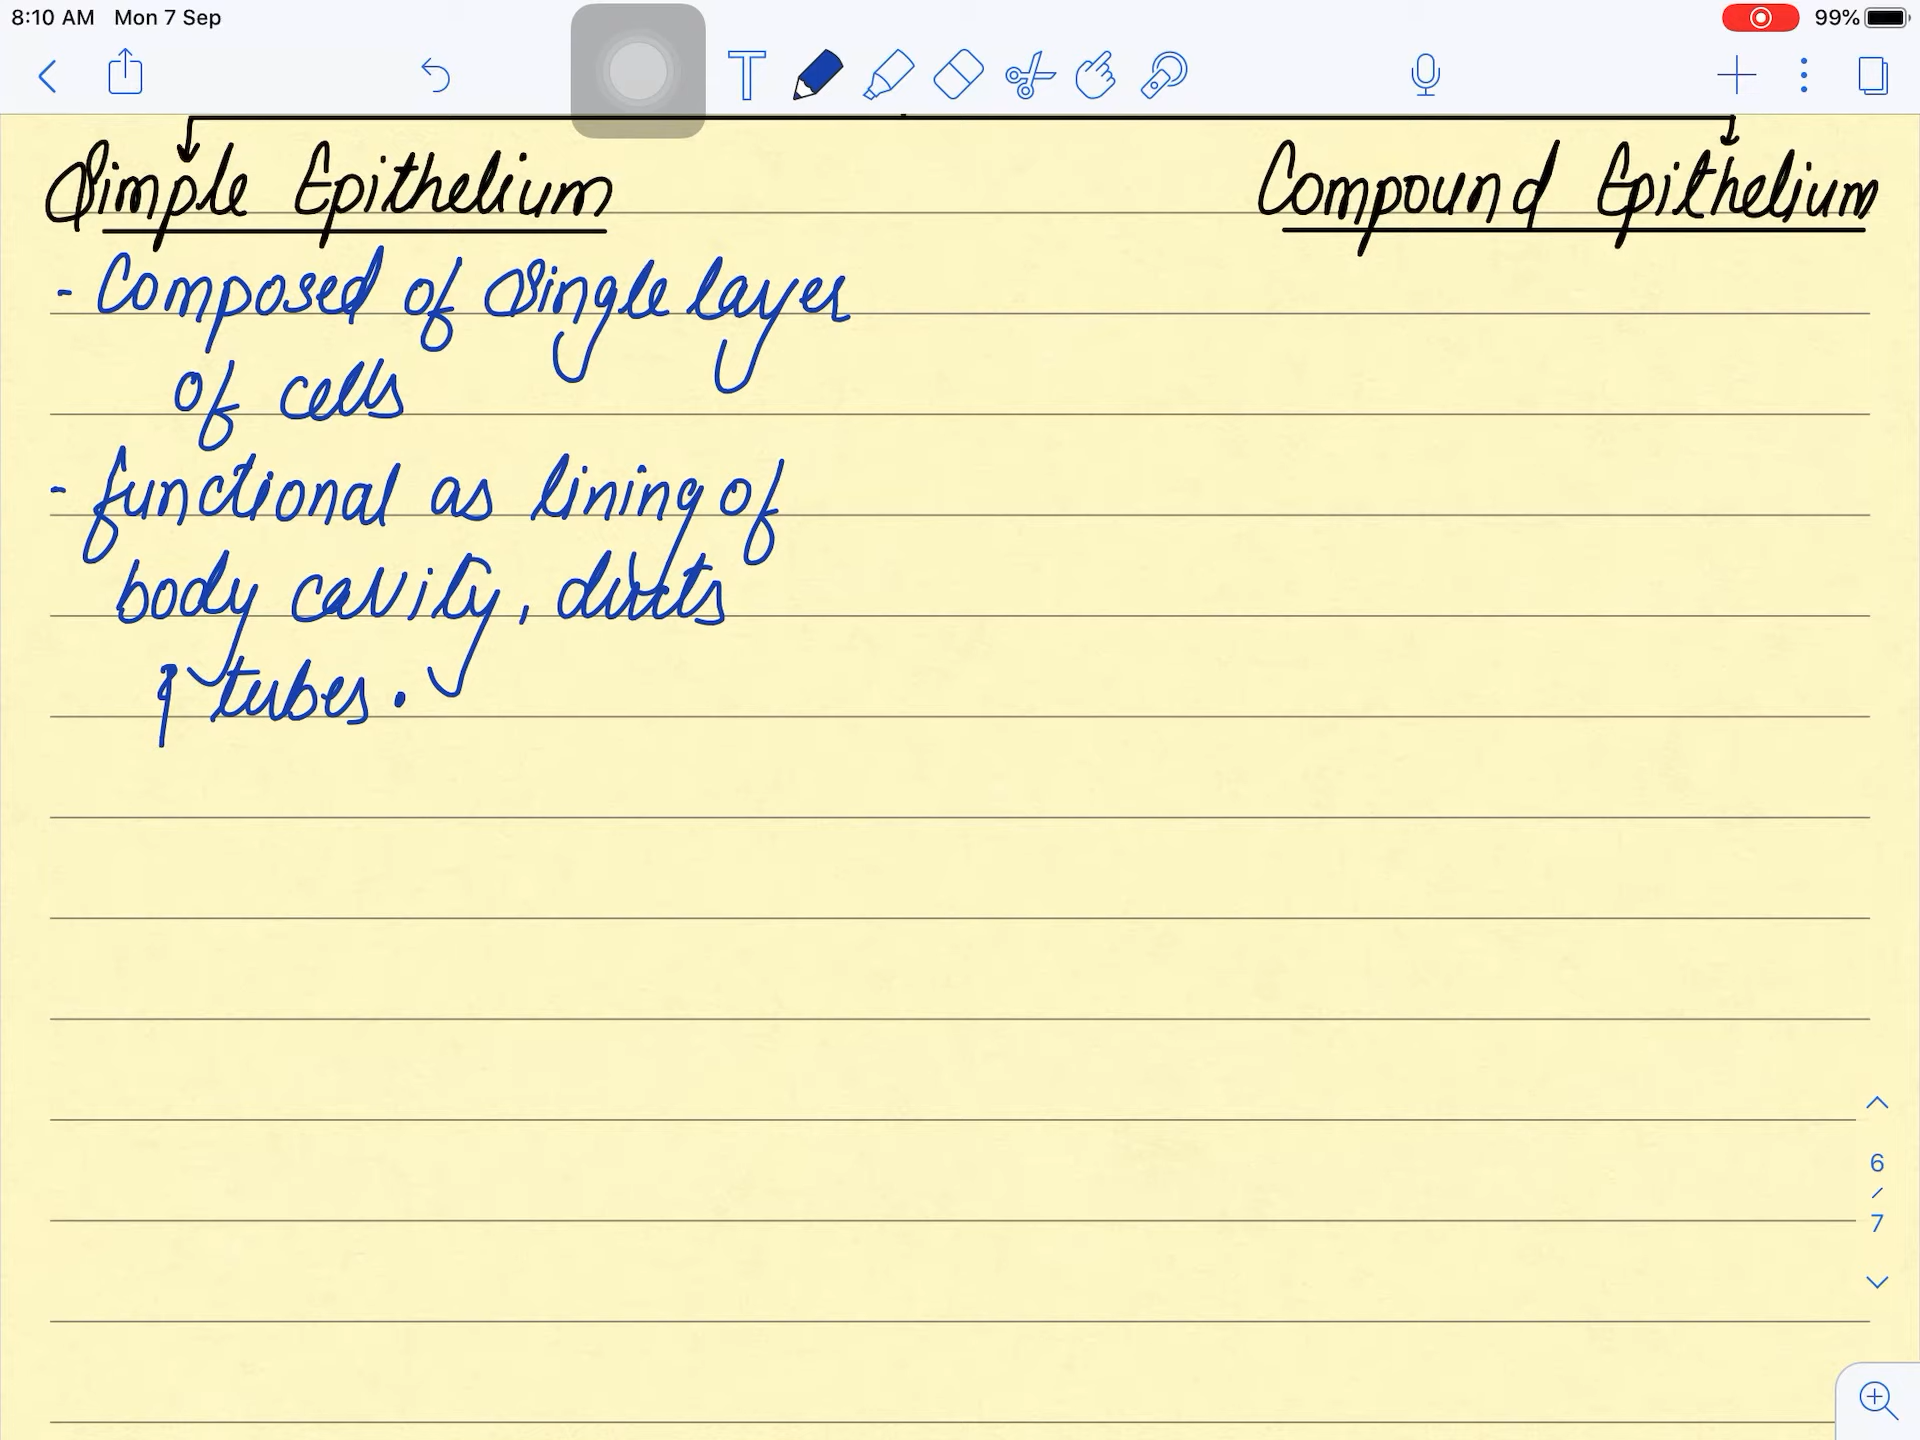 8:10 AM Mon 7 Sep 99%
T
Simple Epithelium Compound Epithelium
- Composed of Single layer
of cells
- functional as lining of
body cavity, ducts
& tubes.
6
/
7